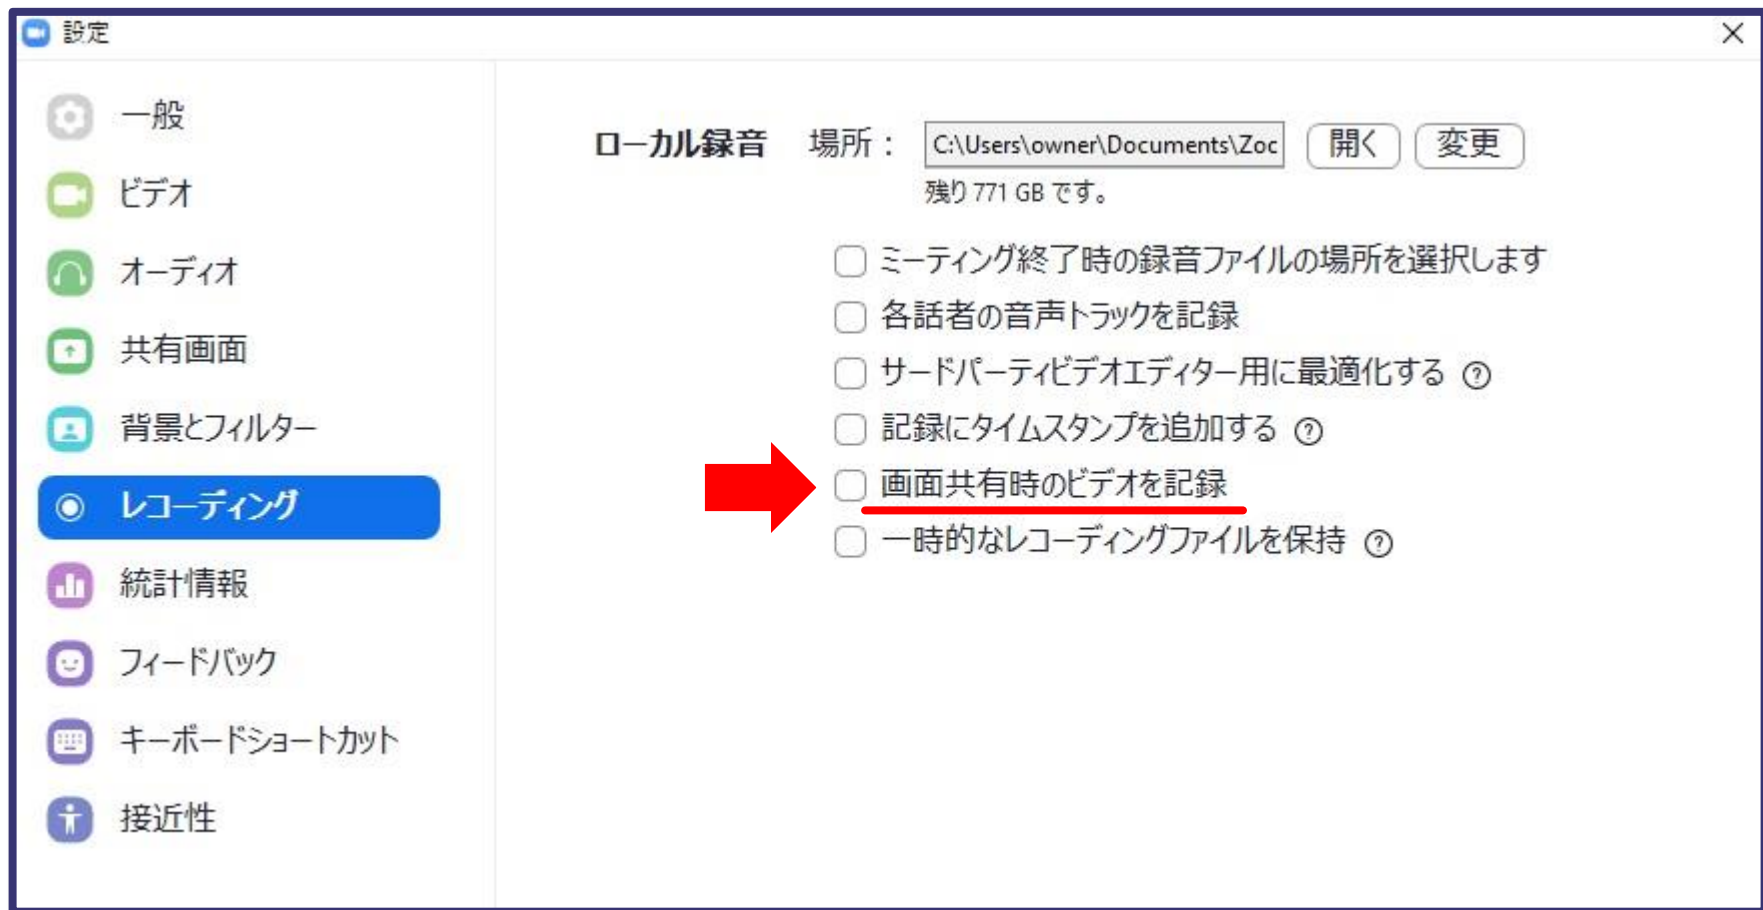 設定
一般
ビデオ
オーディオ
共有画面
背景とフィルター
レコーディング
統計情報
フィードバック
キーボードショートカット
接近性
ローカル録音 場所： C:\Users\owner\Documents\Zoc 開く 変更
残り 771 GB です。
ミーティング終了時の録音ファイルの場所を選択します
各話者の音声トラックを記録
サードパーティビデオエディター用に最適化する ?
記録にタイムスタンプを追加する ?
画面共有時のビデオを記録
一時的なレコーディングファイルを保持 ?